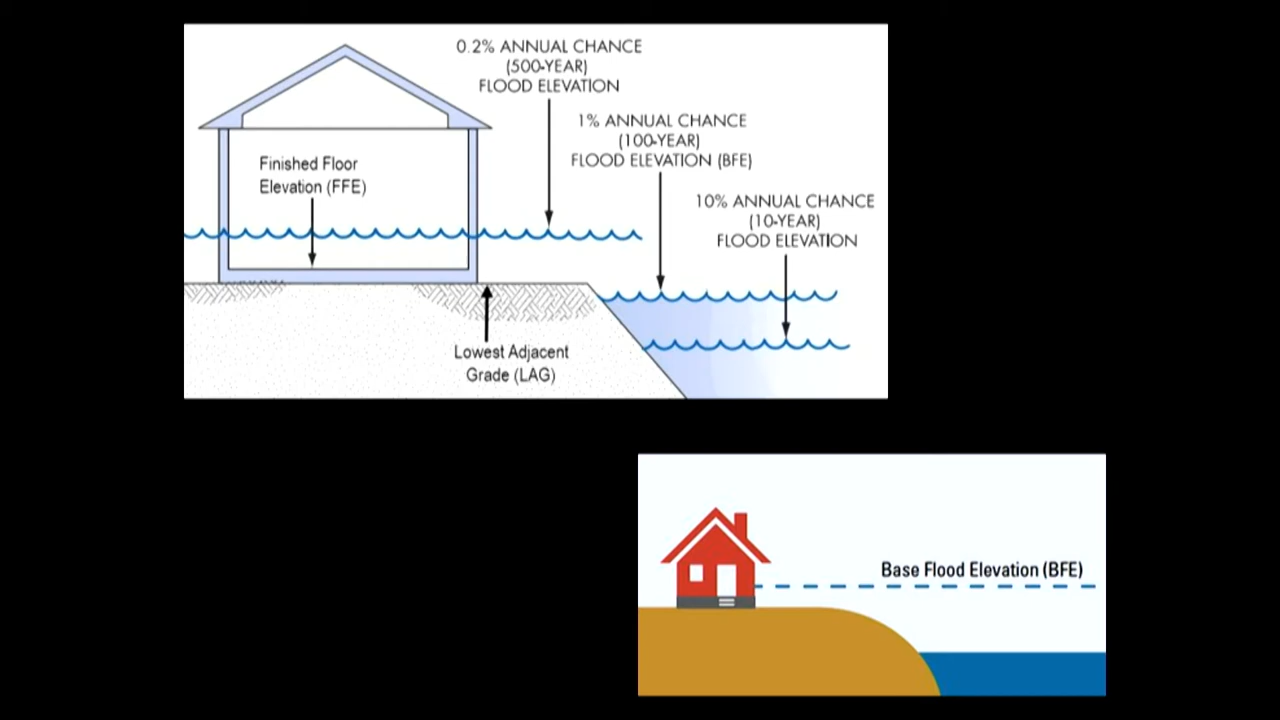 0.2% ANNUAL CHANCE
(500-YEAR)
FLOOD ELEVATION
1% ANNUAL CHANCE
(100-YEAR)
FLOOD ELEVATION (BFE)
Finished Floor
Elevation (FFE)
10% ANNUAL CHANCE
(10-YEAR)
FLOOD ELEVATION
Lowest Adjacent
Grade (LAG)
Base Flood Elevation (BFE)